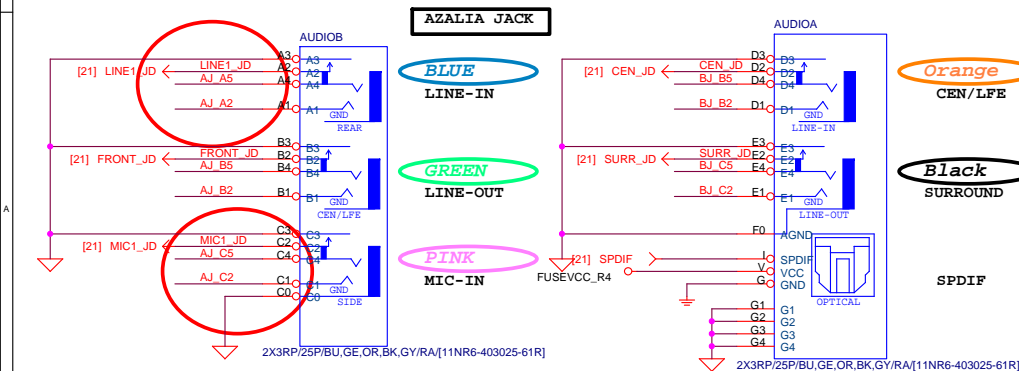 AZALIA JACK
AUDIOB
A3 A3
[21] LINE1_JD LINE1_JD A2 A2
AJ_A5 A4 A4
AJ_A2 A1 A1
GND
REAR
BLUE
LINE-IN
B3 B3
[21] FRONT_JD FRONT_JD B2 B2
AJ_B5 B4 B4
AJ_B2 B1 B1
GND
CEN/LFE
GREEN
LINE-OUT
C3 C3
[21] MIC1_JD MIC1_JD C2 C2
AJ_C5 C4 C4
AJ_C2 C1 C1
C0 C0
GND
SIDE
PINK
MIC-IN
2X3RP/25P/BU,GE,OR,BK,GY/RA/[11NR6-403025-61R]
AUDIOA
D3 D3
[21] CEN_JD CEN_JD D2 D2
BJ_B5 D4 D4
BJ_B2 D1 D1
GND
LINE-IN
Orange
CEN/LFE
E3 E3
[21] SURR_JD SURR_JD E2 E2
BJ_C5 E4 E4
BJ_C2 E1 E1
GND
LINE-OUT
Black
SURROUND
F0 AGND
[21] SPDIF I SPDIF
FUSEVCC_R4 V VCC
G GND
OPTICAL
SPDIF
G1 G1
G2 G2
G3 G3
G4 G4
2X3RP/25P/BU,GE,OR,BK,GY/RA/[11NR6-403025-61R]
A